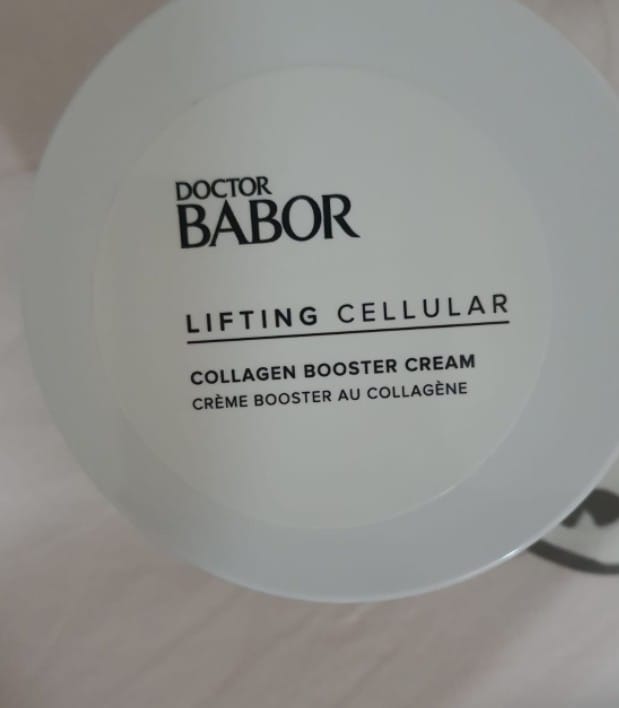 DOCTOR
BABOR
LIFTING CELLULAR
COLLAGEN BOOSTER CREAM
CRÈME BOOSTER AU COLLAGÈNE